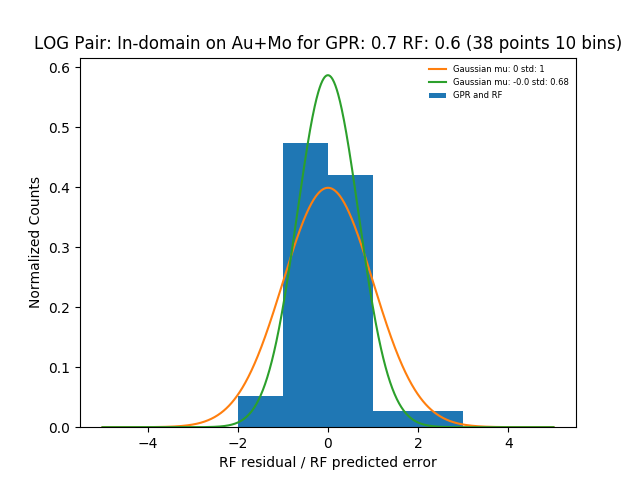 LOG Pair: In-domain on Au+Mo for GPR: 0.7 RF: 0.6 (38 points 10 bins)
Gaussian mu: 0 std: 1
Gaussian mu: -0.0 std: 0.68
GPR and RF
Normalized Counts
0.6
0.5
0.4
0.3
0.2
0.1
0.0
−4 −2 0 2 4
RF residual / RF predicted error